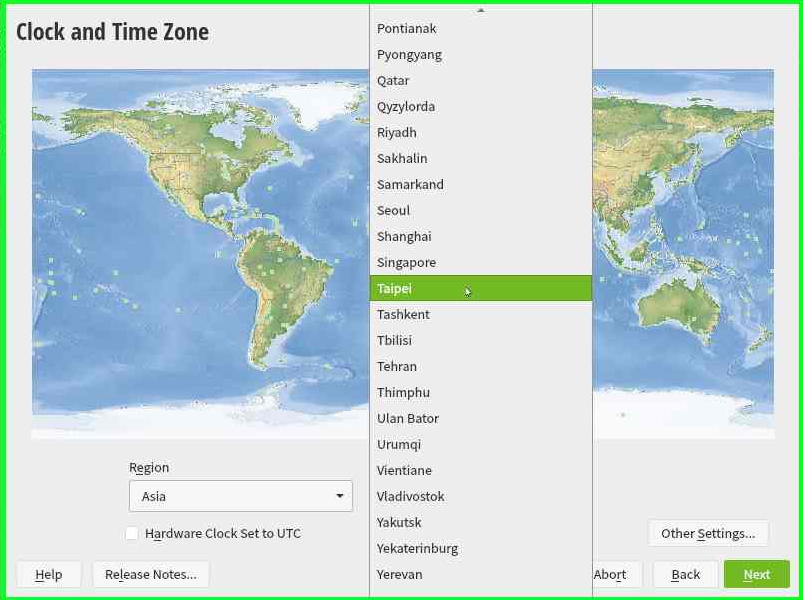 Clock and Time Zone
Pontianak
Pyongyang
Qatar
Qyzylorda
Riyadh
Sakhalin
Samarkand
Seoul
Shanghai
Singapore
Taipei
Tashkent
Tbilisi
Tehran
Thimphu
Ulan Bator
Urumqi
Vientiane
Vladivostok
Yakutsk
Yekaterinburg
Yerevan
Region
Asia
Hardware Clock Set to UTC
Other Settings...
Help
Release Notes...
Abort
Back
Next